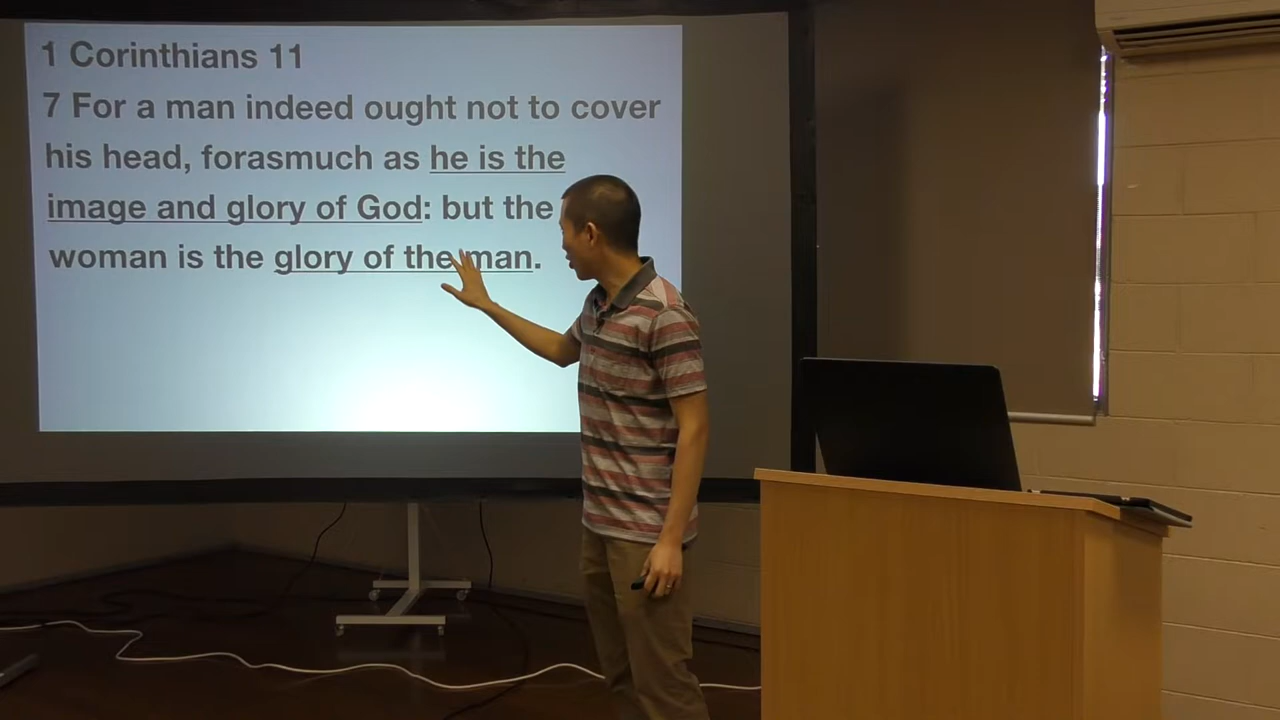 1 Corinthians 11
7 For a man indeed ought not to cover
his head, forasmuch as he is the
image and glory of God: but the
woman is the glory of the man.